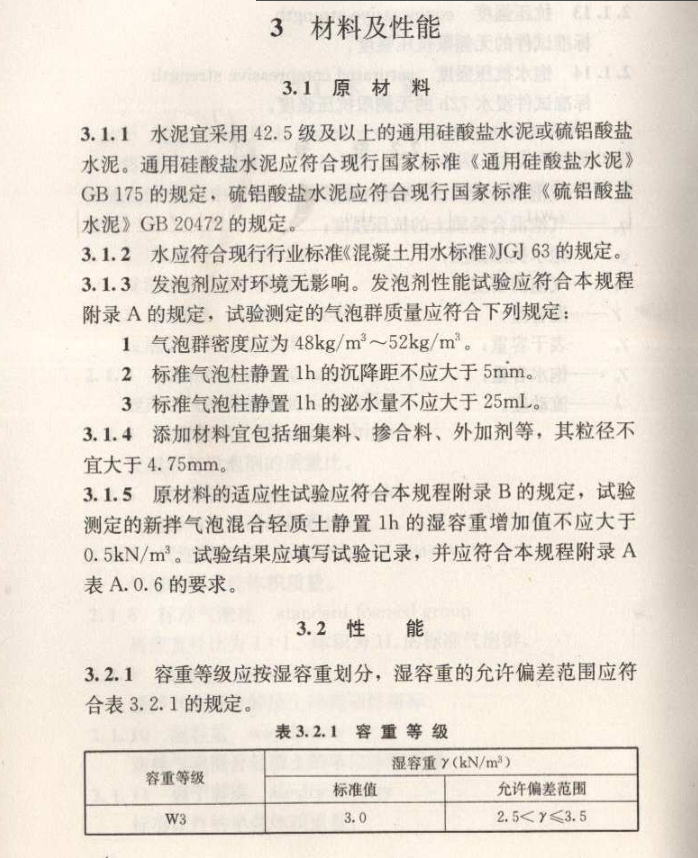 3 材料及性能
3.1 原材料
3.1.1 水泥宜采用 42.5 级及以上的通用硅酸盐水泥或硫铝酸盐
水泥。通用硅酸盐水泥应符合现行国家标准《通用硅酸盐水泥》
GB 175 的规定，硫铝酸盐水泥应符合现行国家标准《硫铝酸盐
水泥》GB 20472 的规定。
3.1.2 水应符合现行行业标准《混凝土用水标准》JGJ 63 的规定。
3.1.3 发泡剂应对环境无影响。发泡剂性能试验应符合本规程
附录 A 的规定，试验测定的气泡群质量应符合下列规定：
1 气泡群密度应为 48kg/m³～52kg/m³。
2 标准气泡柱静置 1h 的沉降距不应大于 5mm。
3 标准气泡柱静置 1h 的泌水量不应大于 25mL。
3.1.4 添加材料宜包括细集料、掺合料、外加剂等，其粒径不
宜大于 4.75mm。
3.1.5 原材料的适应性试验应符合本规程附录 B 的规定，试验
测定的新拌气泡混合轻质土静置 1h 的湿容重增加值不应大于
0.5kN/m³。试验结果应填写试验记录，并应符合本规程附录 A
表 A.0.6 的要求。
3.2 性能
3.2.1 容重等级应按湿容重划分，湿容重的允许偏差范围应符
合表 3.2.1 的规定。
表 3.2.1 容重等级
容重等级 湿容重 γ(kN/m³)
标准值 允许偏差范围
W3 3.0 2.5＜γ≤3.5